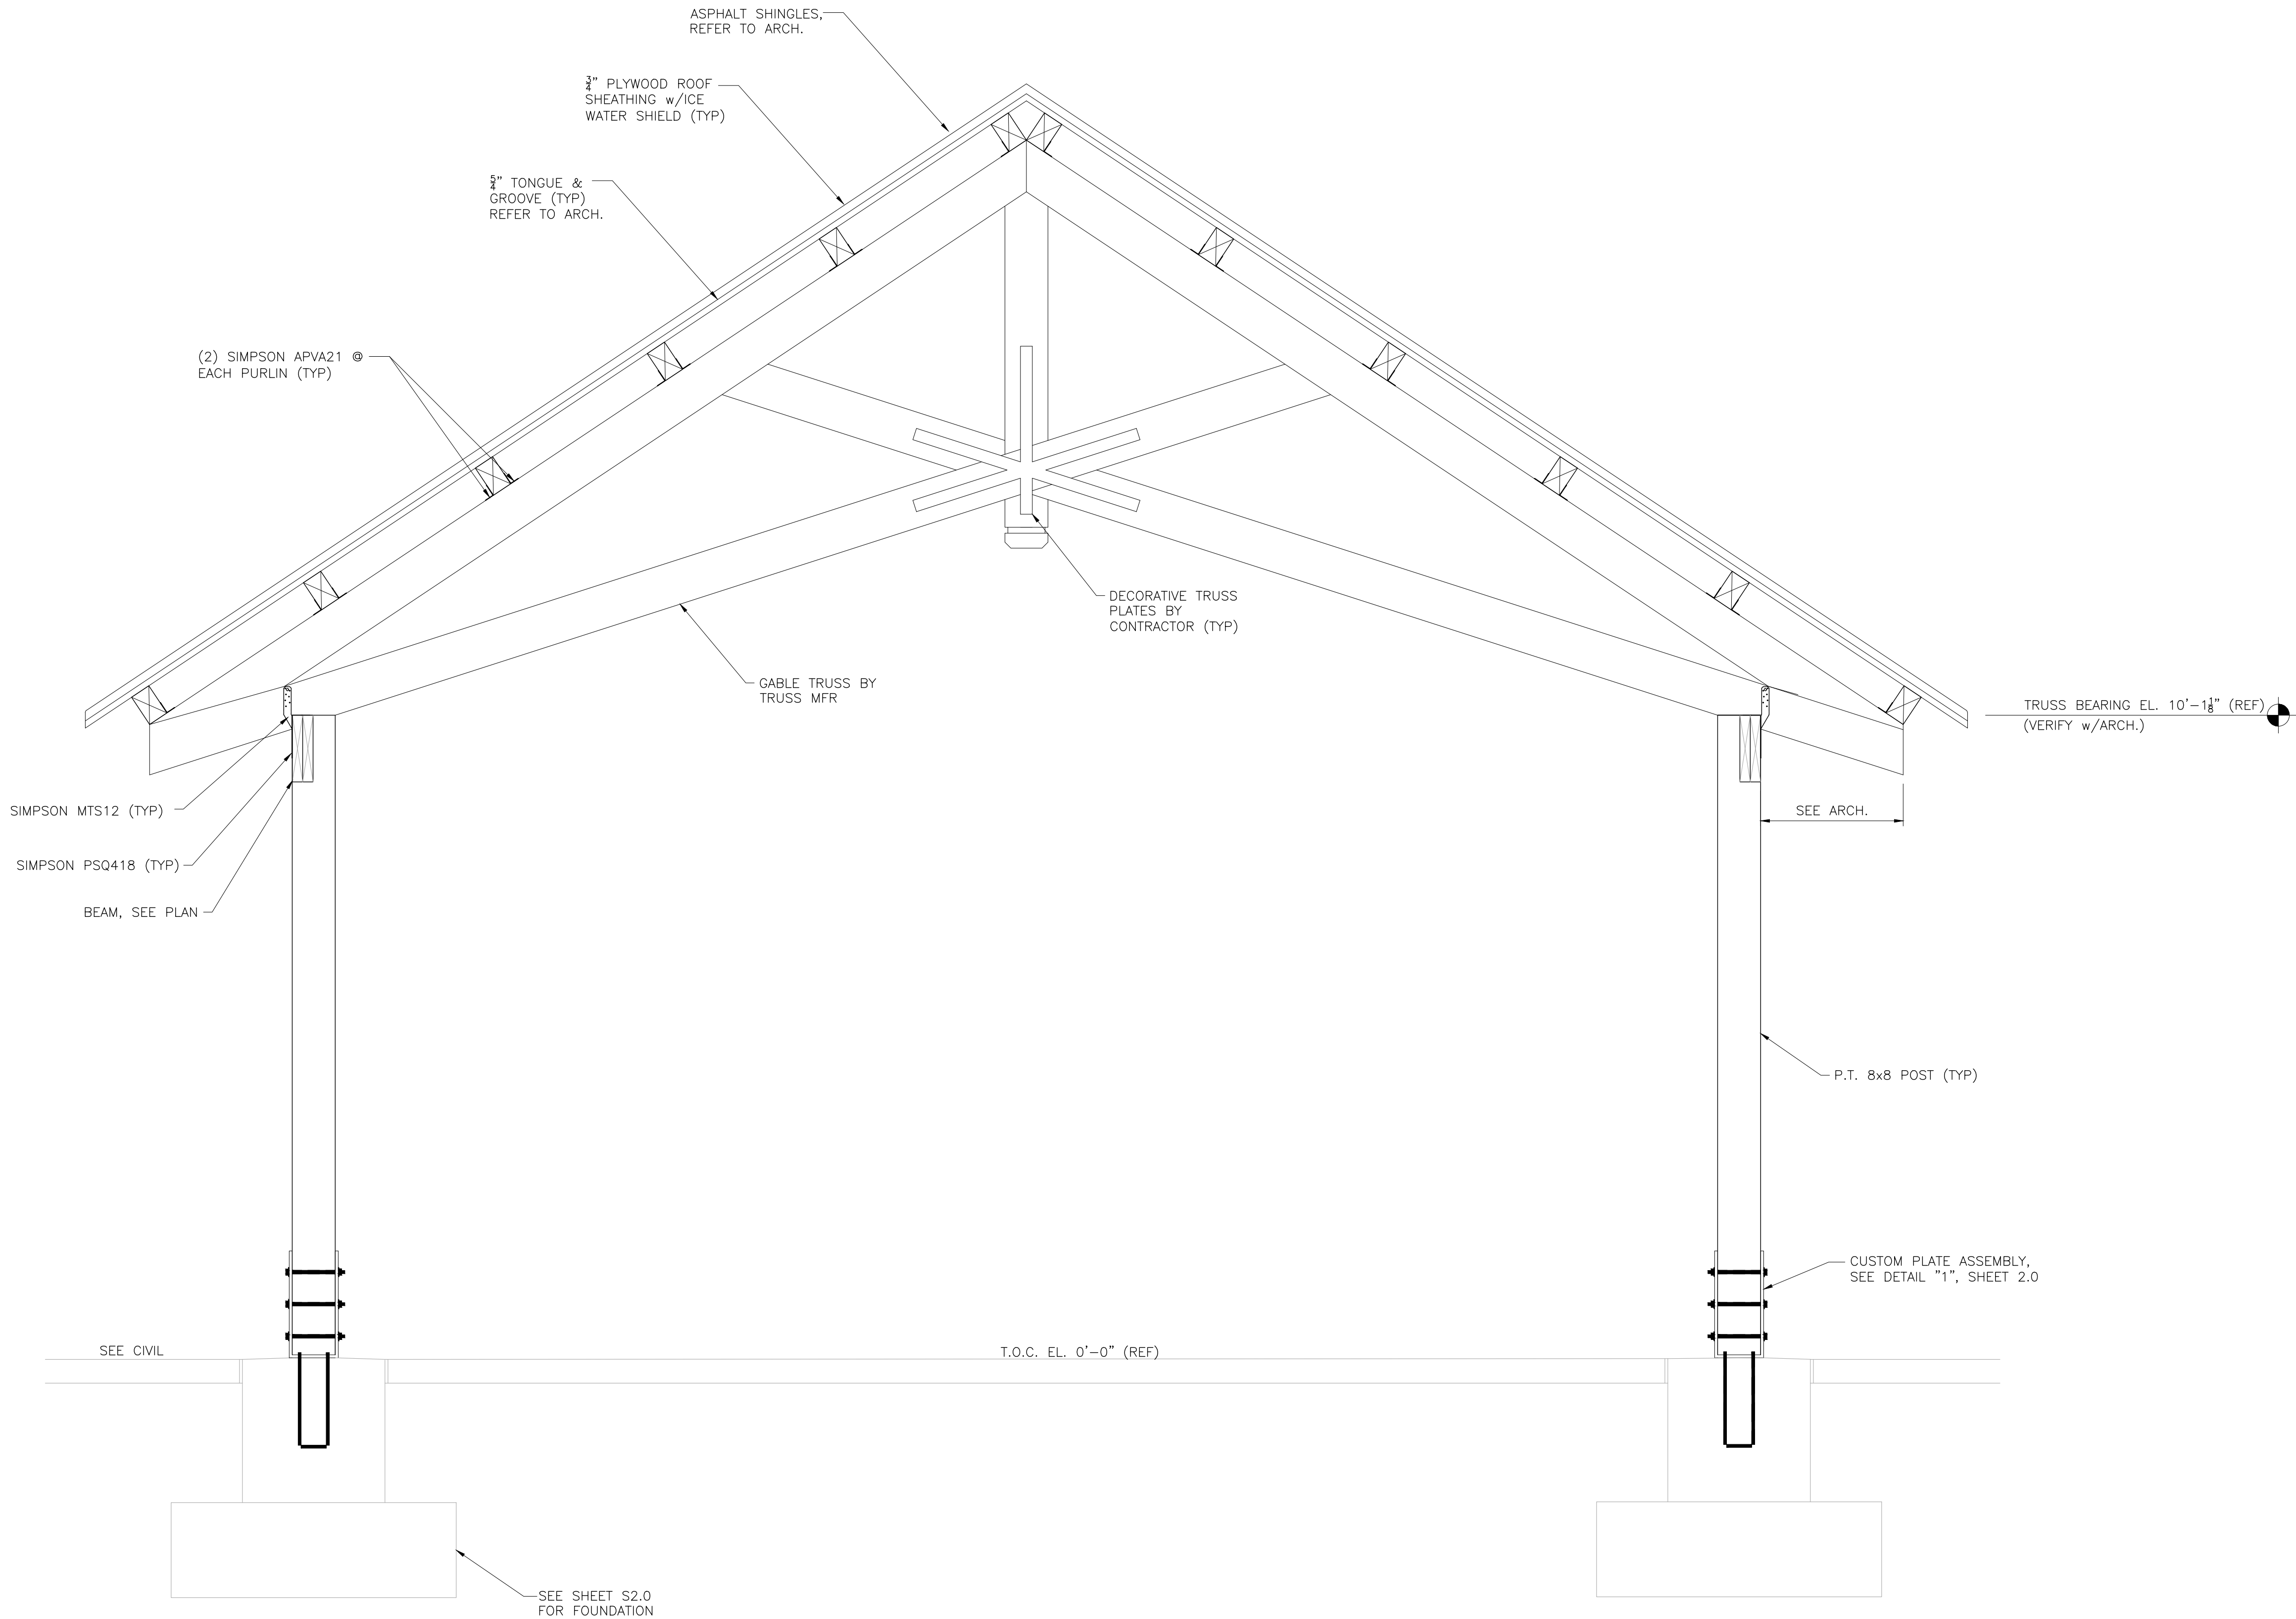 ASPHALT SHINGLES,
REFER TO ARCH.
3/4" PLYWOOD ROOF
SHEATHING w/ICE
WATER SHIELD (TYP)
5/4" TONGUE &
GROOVE (TYP)
REFER TO ARCH.
(2) SIMPSON APVA21 @
EACH PURLIN (TYP)
DECORATIVE TRUSS
PLATES BY
CONTRACTOR (TYP)
GABLE TRUSS BY
TRUSS MFR
TRUSS BEARING EL. 10'-1 1/8" (REF)
(VERIFY w/ARCH.)
SIMPSON MTS12 (TYP)
SEE ARCH.
SIMPSON PSQ418 (TYP)
BEAM, SEE PLAN
P.T. 8x8 POST (TYP)
CUSTOM PLATE ASSEMBLY,
SEE DETAIL "1", SHEET 2.0
SEE CIVIL
T.O.C. EL. 0'-0" (REF)
SEE SHEET S2.0
FOR FOUNDATION